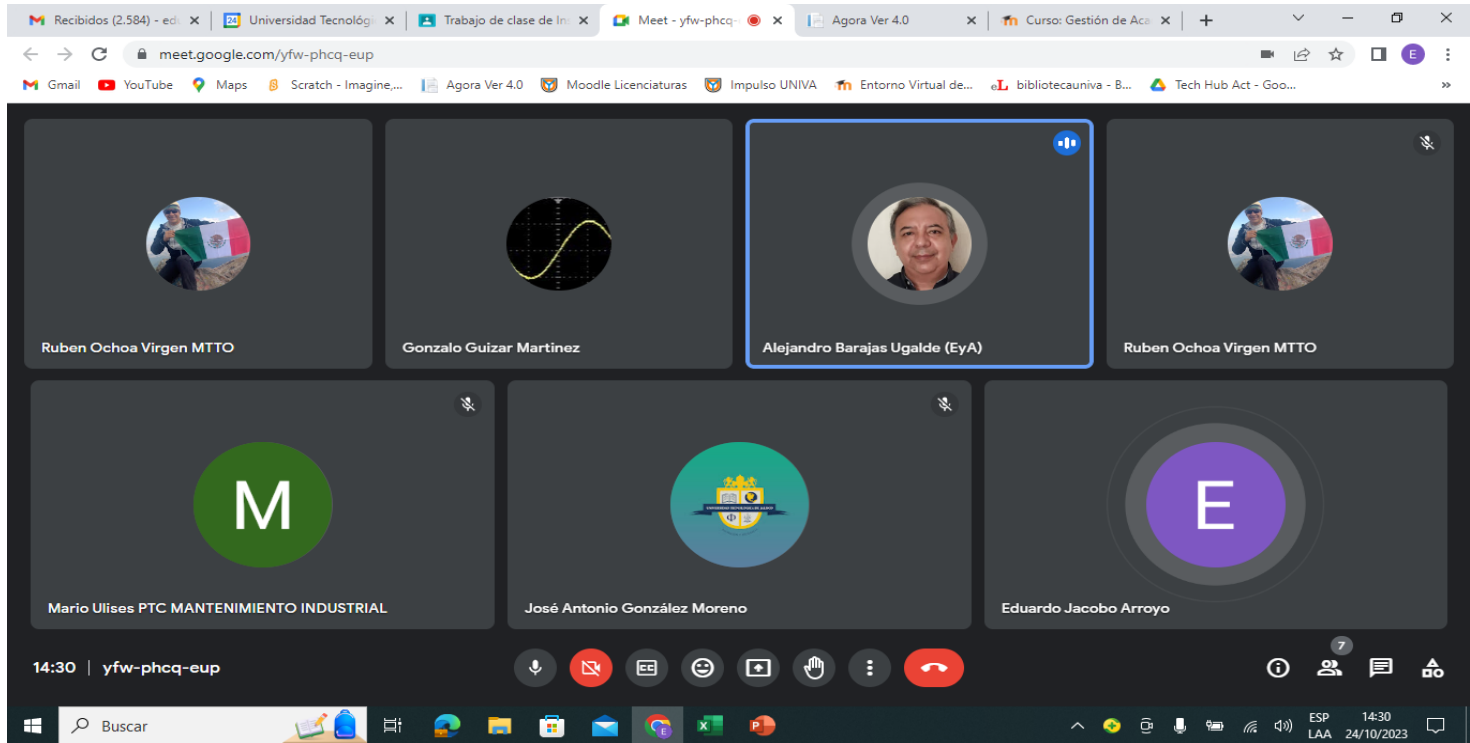 Recibidos (2.584) - edu
Universidad Tecnológi
Trabajo de clase de In
Meet - yfw-phcq-
Agora Ver 4.0
Curso: Gestión de Aca
meet.google.com/yfw-phcq-eup
E
Gmail
YouTube
Maps
Scratch - Imagine,...
Agora Ver 4.0
Moodle Licenciaturas
Impulso UNIVA
Entorno Virtual de...
bibliotecauniva - B...
Tech Hub Act - Goo...
Ruben Ochoa Virgen MTTO
Gonzalo Guizar Martinez
Alejandro Barajas Ugalde (EyA)
Ruben Ochoa Virgen MTTO
M
E
Mario Ulises PTC MANTENIMIENTO INDUSTRIAL
José Antonio González Moreno
Eduardo Jacobo Arroyo
14:30 | yfw-phcq-eup
7
Buscar
ESP
LAA
14:30
24/10/2023